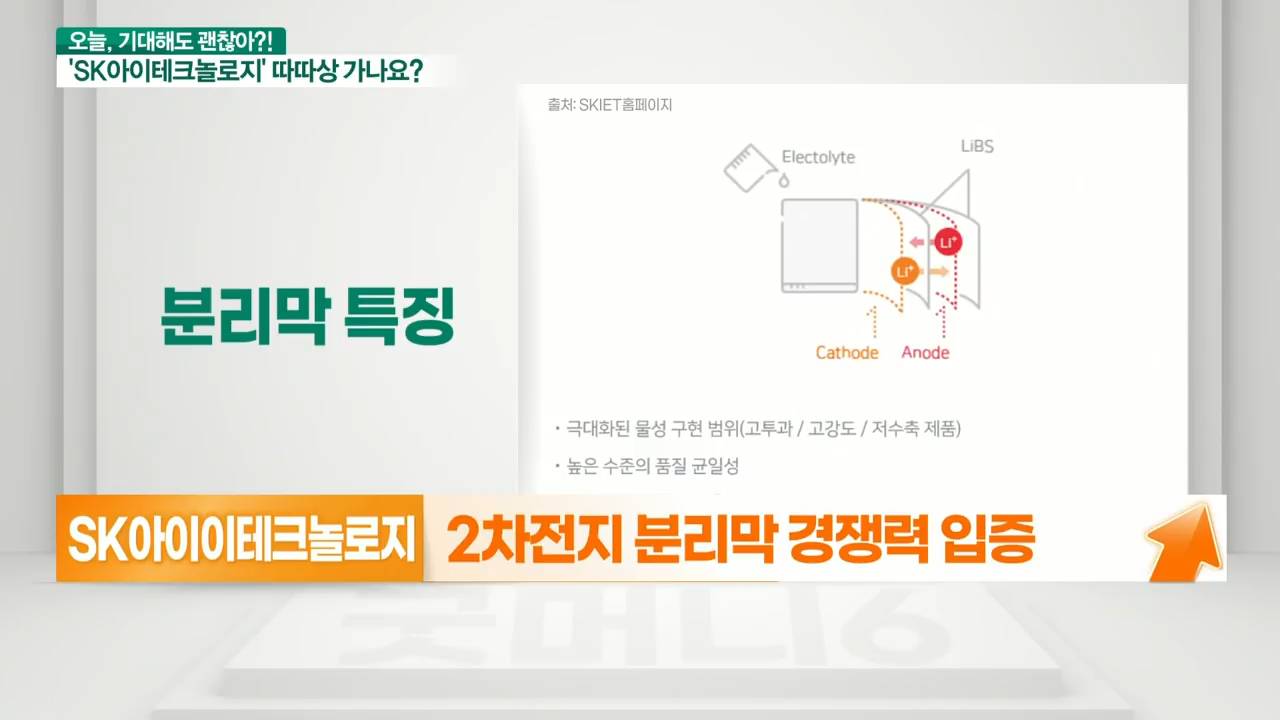 오늘, 기대해도 괜찮아?!
'SK아이테크놀로지' 따따상 가나요?
출처: SKIET홈페이지
Electolyte
LiBS
Li+
Li+
Cathode
Anode
분리막 특징
· 극대화된 물성 구현 범위(고투과 / 고강도 / 저수축 제품)
· 높은 수준의 품질 균일성
SK아이이테크놀로지
2차전지 분리막 경쟁력 입증
굿머니6